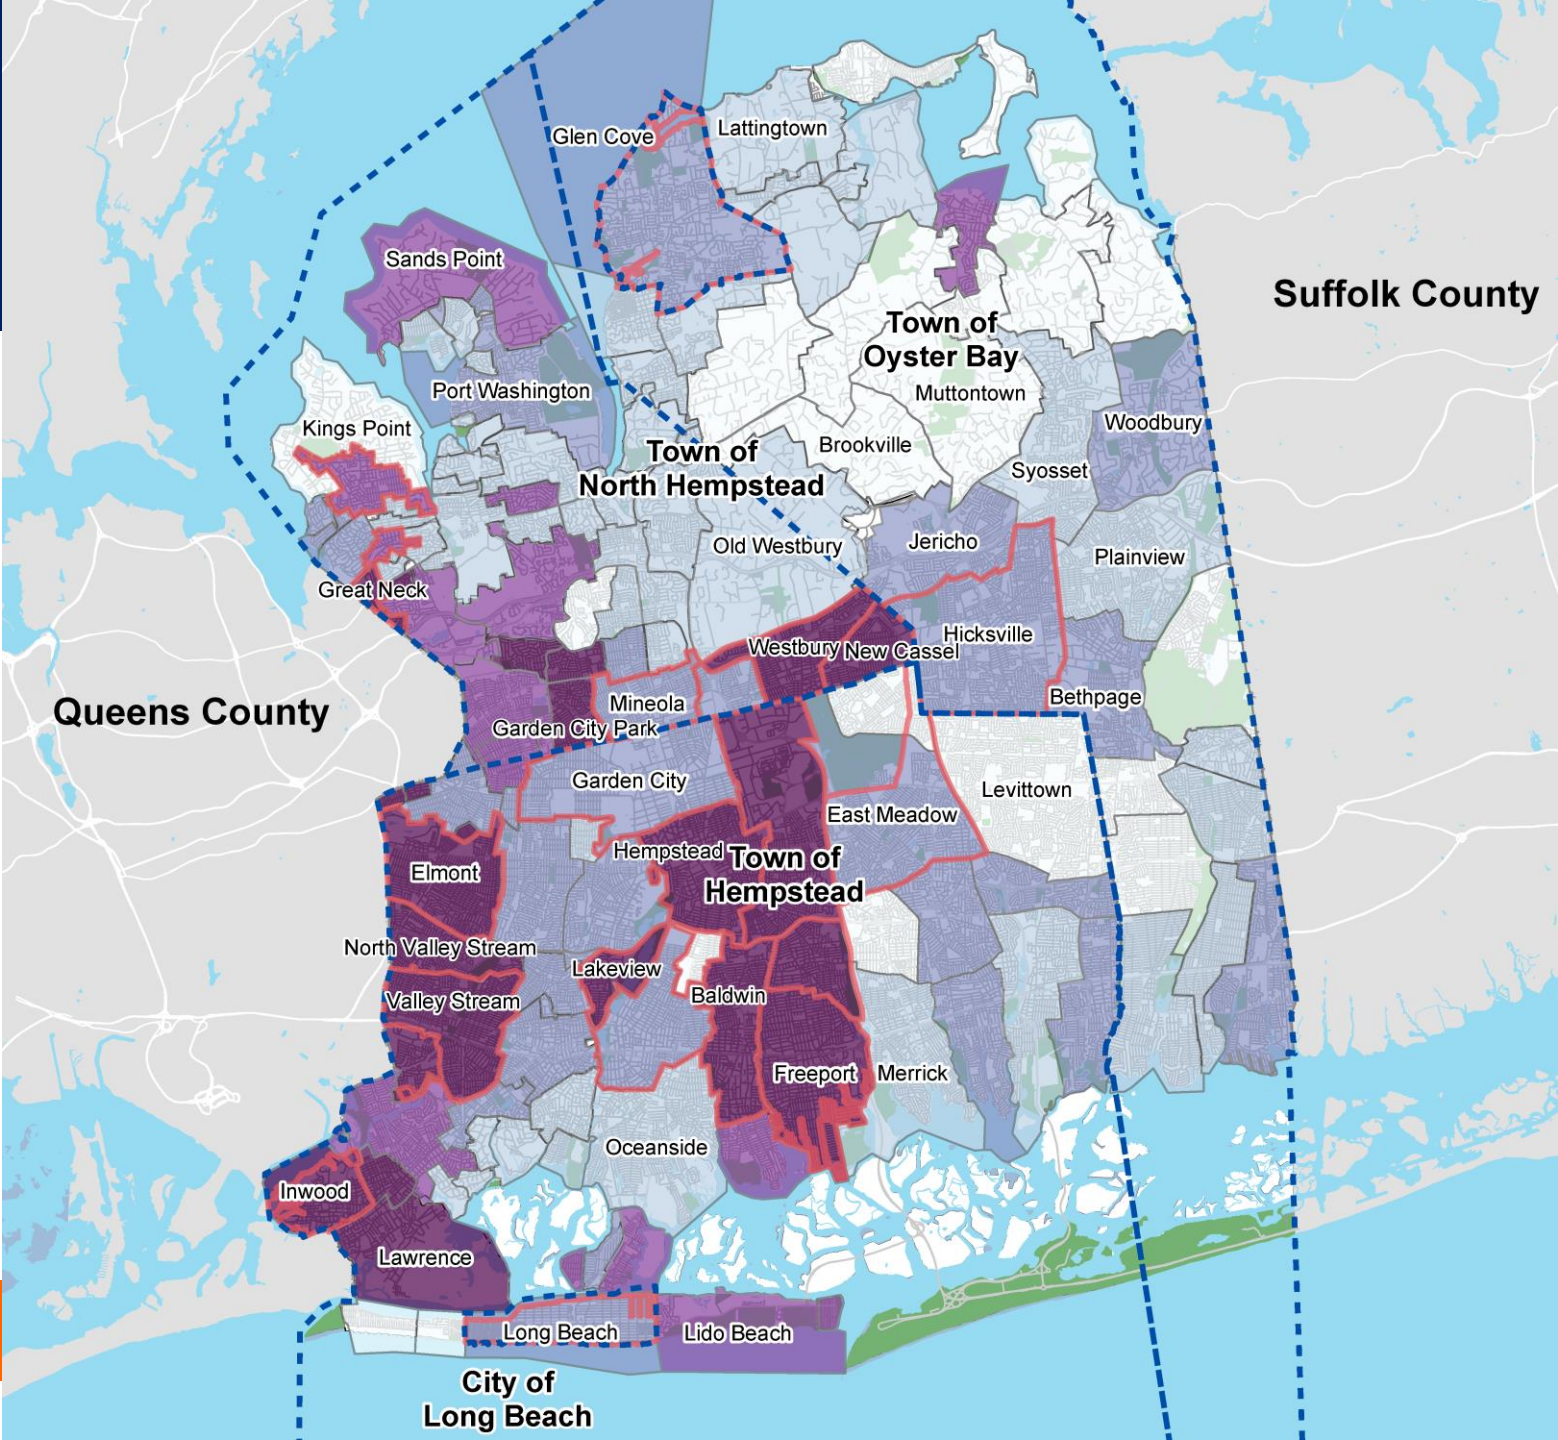 Glen Cove
Lattingtown
Sands Point
Suffolk County
Town of
Oyster Bay
Port Washington
Muttontown
Kings Point
Woodbury
Brookville
Town of
North Hempstead
Syosset
Old Westbury
Jericho
Plainview
Great Neck
Hicksville
Westbury
New Cassel
Queens County
Mineola
Bethpage
Garden City Park
Garden City
Levittown
East Meadow
Hempstead
Town of
Hempstead
Elmont
North Valley Stream
Lakeview
Valley Stream
Baldwin
Freeport
Merrick
Oceanside
Inwood
Lawrence
Long Beach
Lido Beach
City of
Long Beach